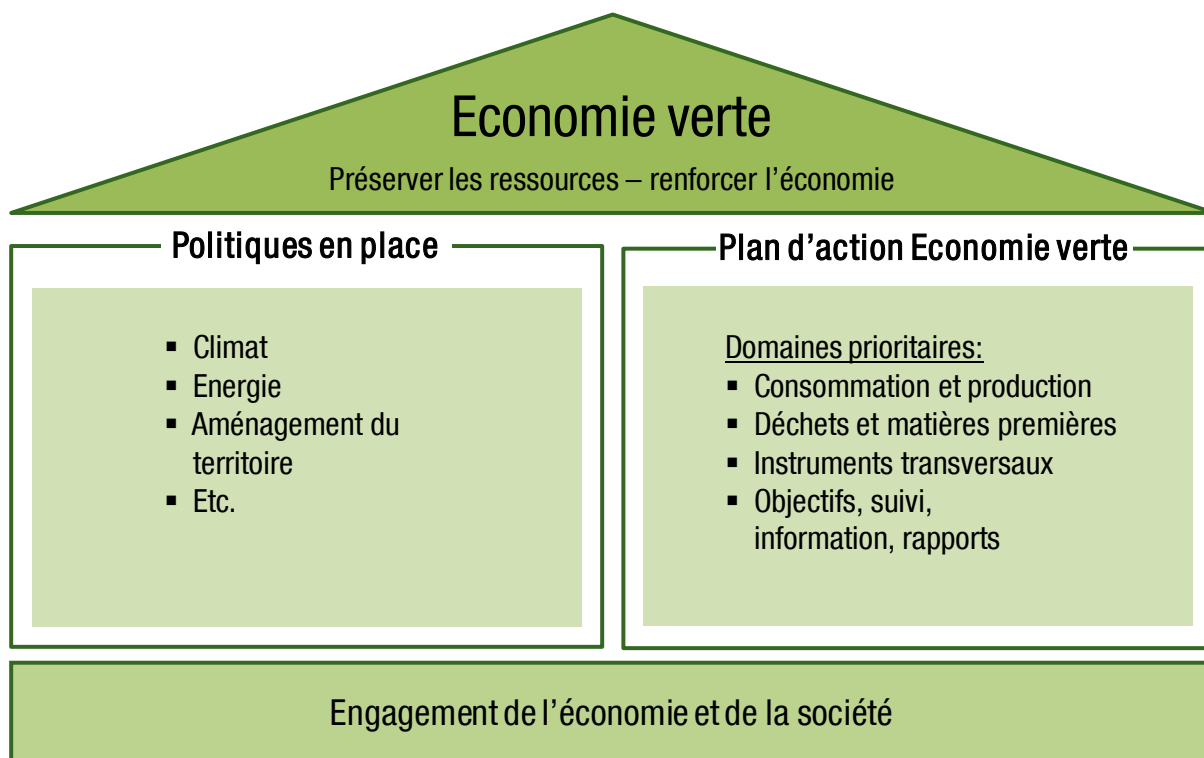 Economie verte
Préserver les ressources – renforcer l’économie
Politiques en place
▪ Climat
▪ Energie
▪ Aménagement du
territoire
▪ Etc.
Plan d’action Economie verte
Domaines prioritaires:
▪ Consommation et production
▪ Déchets et matières premières
▪ Instruments transversaux
▪ Objectifs, suivi,
information, rapports
Engagement de l’économie et de la société